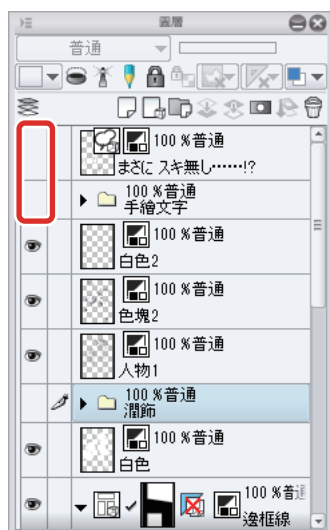 圖層
普通
100 %普通
まさに スキ無し……!?
100 %普通
手繪文字
100 %普通
白色2
100 %普通
色塊2
100 %普通
人物1
100 %普通
潤飾
100 %普通
白色
100 %普通
邊框線